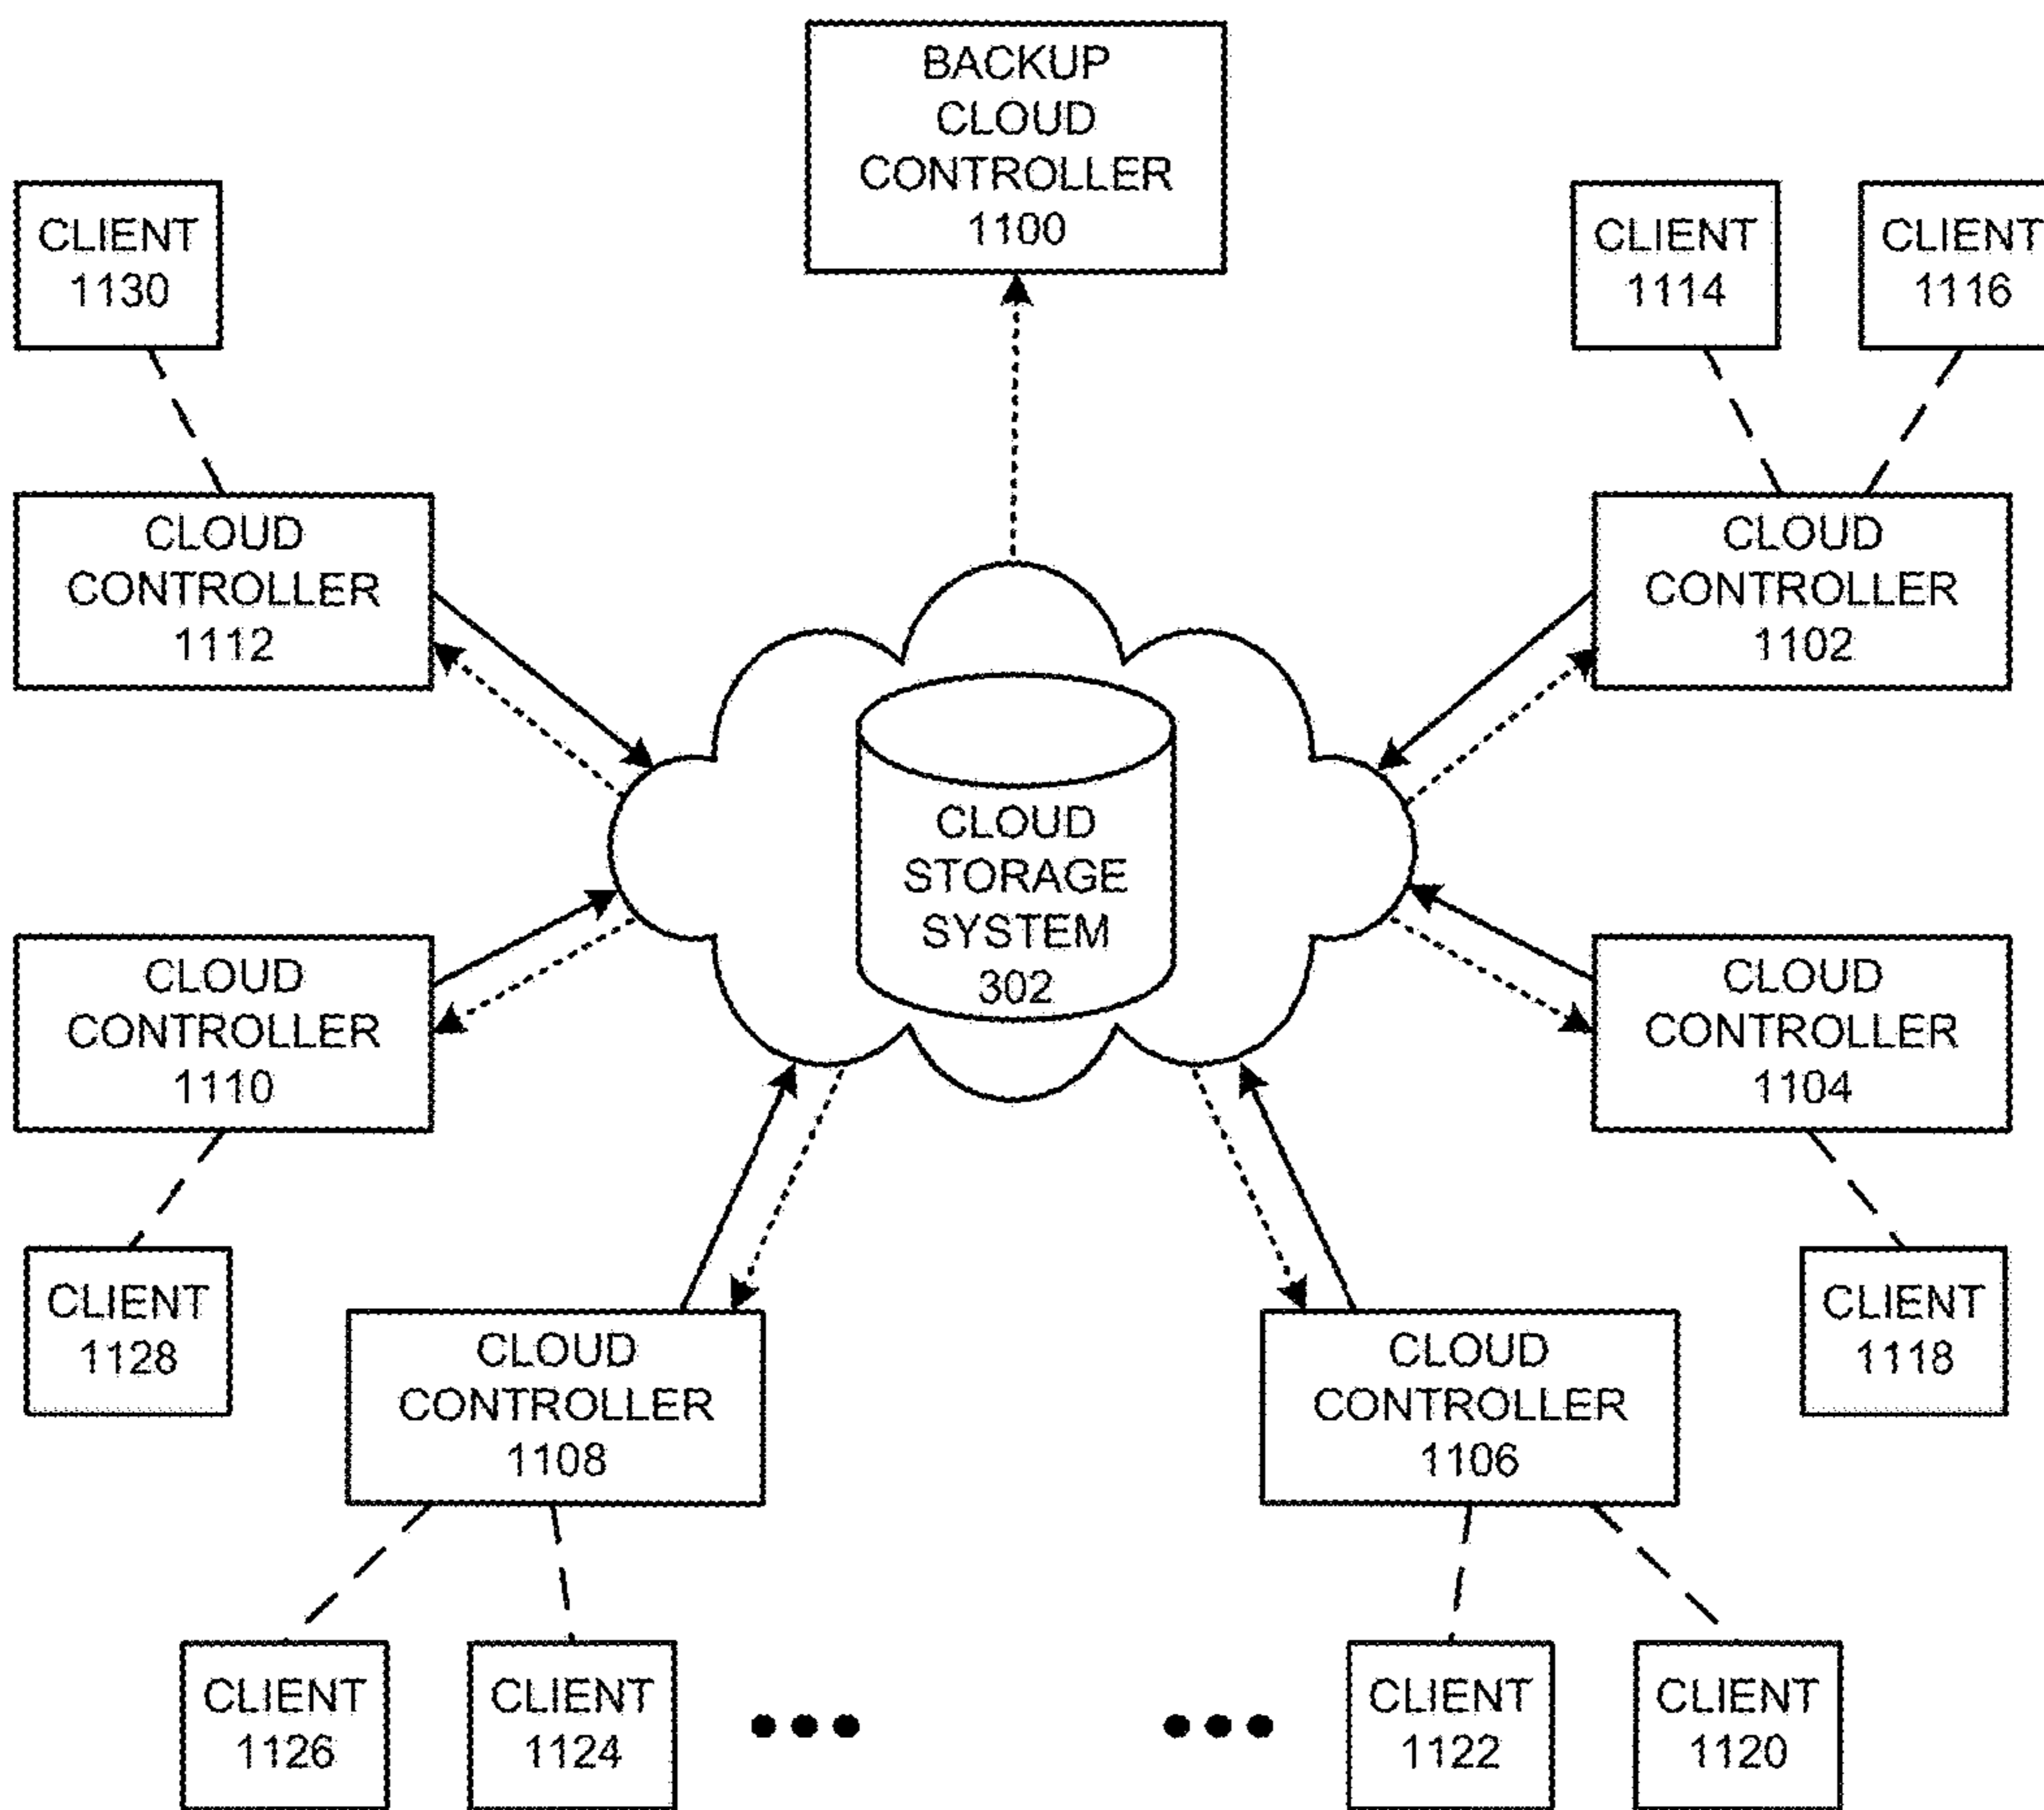 BACKUP
CLOUD
CONTROLLER
1100
CLIENT
1130
CLIENT
1114
CLIENT
1116
CLOUD
CONTROLLER
1112
CLOUD
CONTROLLER
1102
CLOUD
STORAGE
SYSTEM
302
CLOUD
CONTROLLER
1110
CLOUD
CONTROLLER
1104
CLIENT
1128
CLOUD
CONTROLLER
1108
CLOUD
CONTROLLER
1106
CLIENT
1118
CLIENT
1126
CLIENT
1124
CLIENT
1122
CLIENT
1120